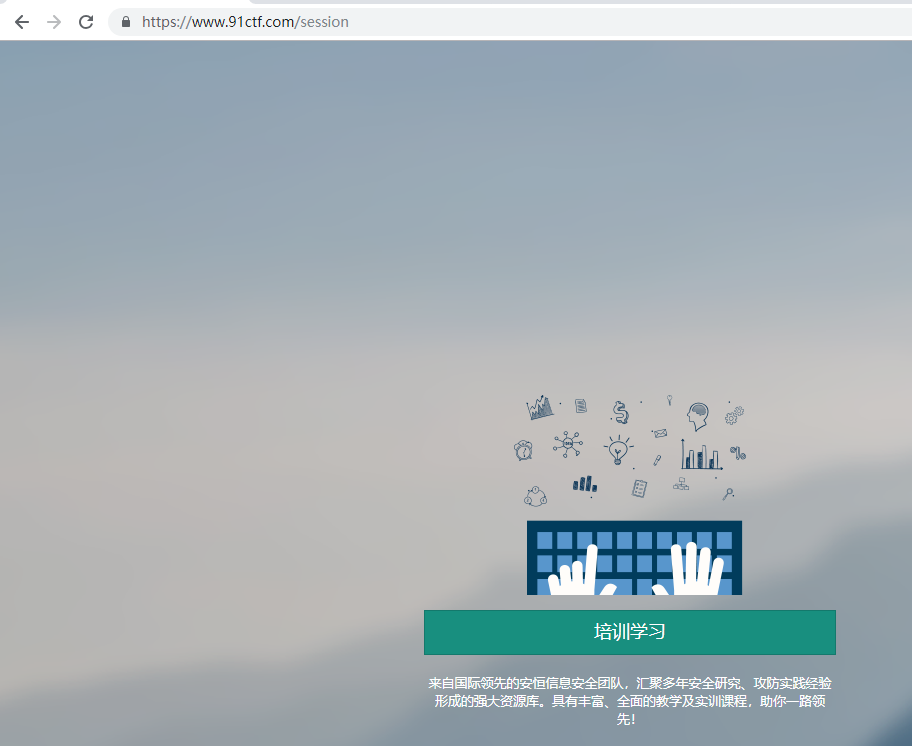 https://www.91ctf.com/session
培训学习
来自国际领先的安恒信息安全团队，汇聚多年安全研究、攻防实践经验
形成的强大资源库。具有丰富、全面的教学及实训课程，助你一路领
先！